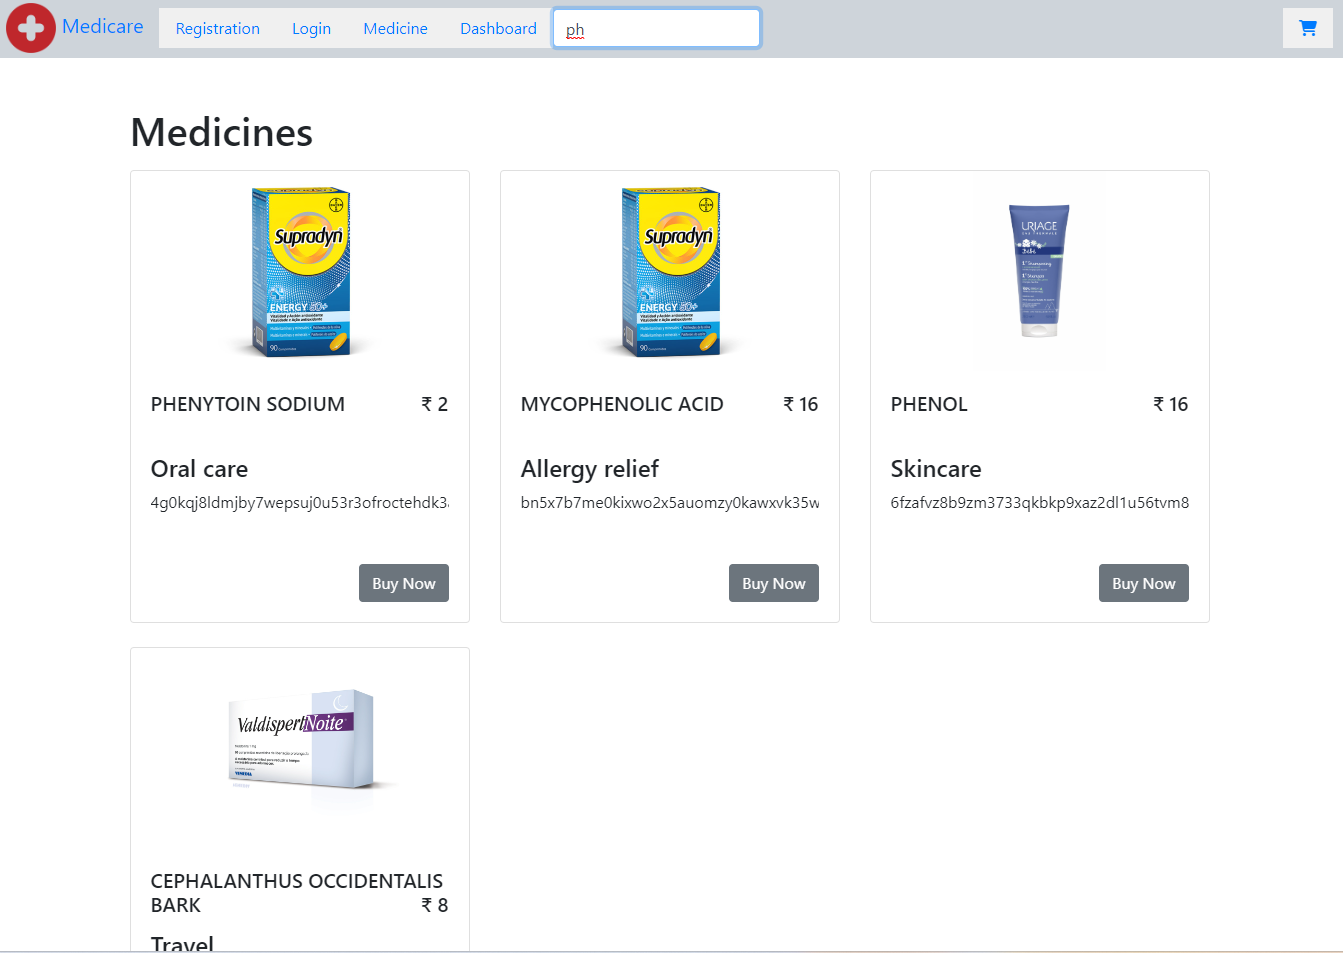 Medicare Registration Login Medicine Dashboard ph
Medicines
Supradyn
ENERGY 50+
90
Supradyn
ENERGY 50+
90
URIAGE
Bébé
PHENYTOIN SODIUM ₹ 2
MYCOPHENOLIC ACID ₹ 16
PHENOL ₹ 16
Oral care
Allergy relief
Skincare
4g0kqj8ldmjby7wepsuj0u53r3ofroctehdk3
bn5x7b7me0kixwo2x5auomzy0kawxvk35w
6fzafvz8b9zm3733qkbkp9xaz2dl1u56tvm8
Buy Now
Buy Now
Buy Now
ValdispertNoite
CEPHALANTHUS OCCIDENTALIS
BARK ₹ 8
Travel